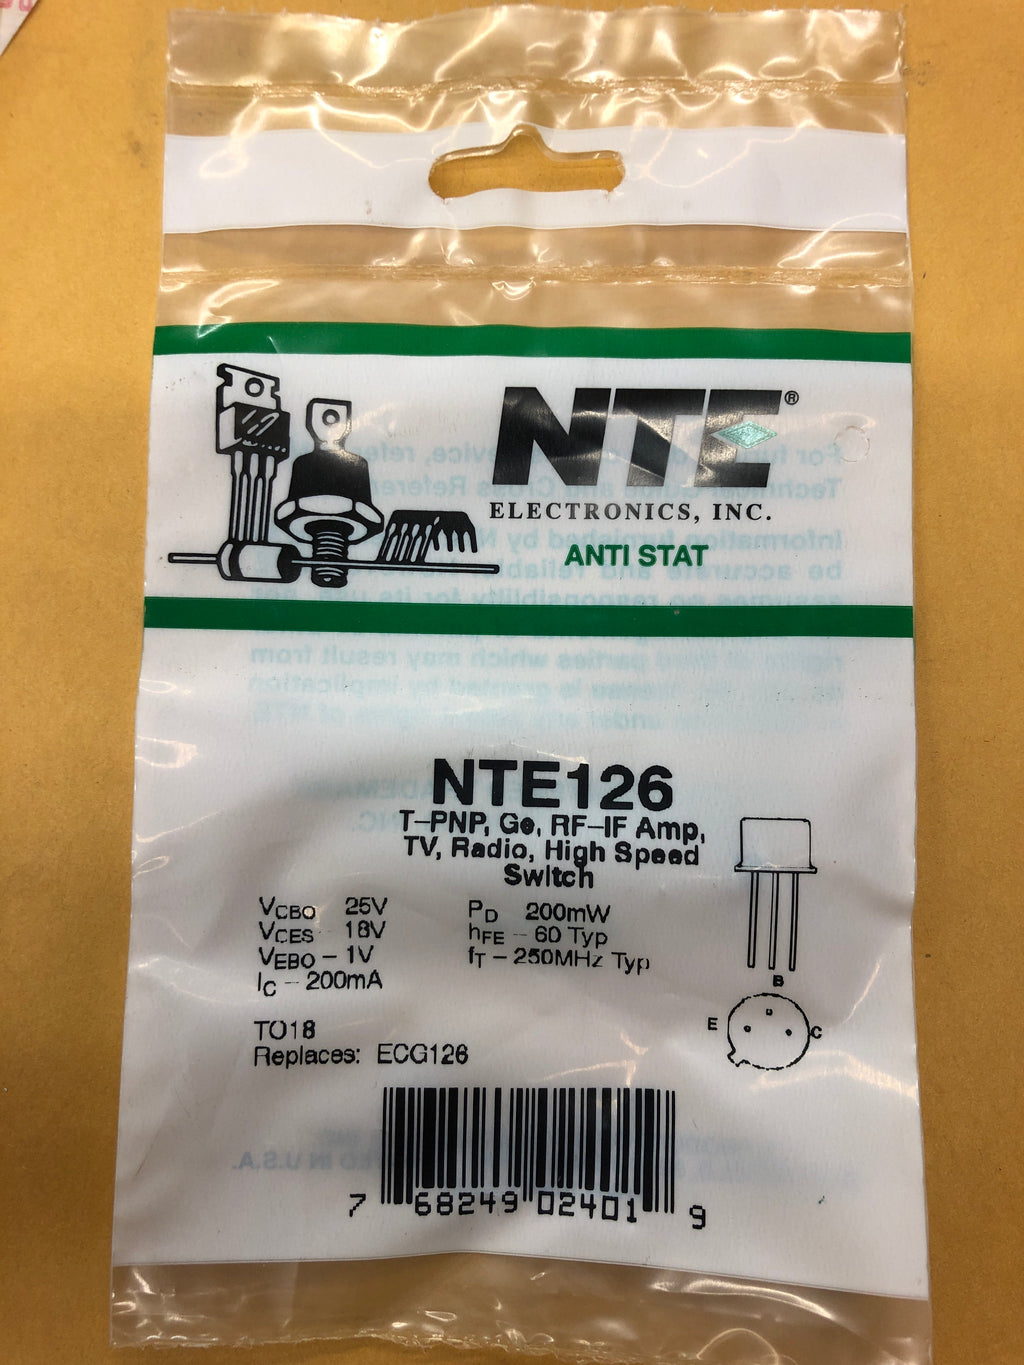 NTE®
ELECTRONICS, INC.
ANTI STAT
NTE126
T-PNP, Ge, RF-IF Amp,
TV, Radio, High Speed
Switch
VCBO 25V
VCES 18V
VEBO - 1V
IC - 200mA
PD 200mW
hFE - 60 Typ
fT - 250MHz Typ
B
E
C
TO18
Replaces: ECG126
7 68249 02401 9